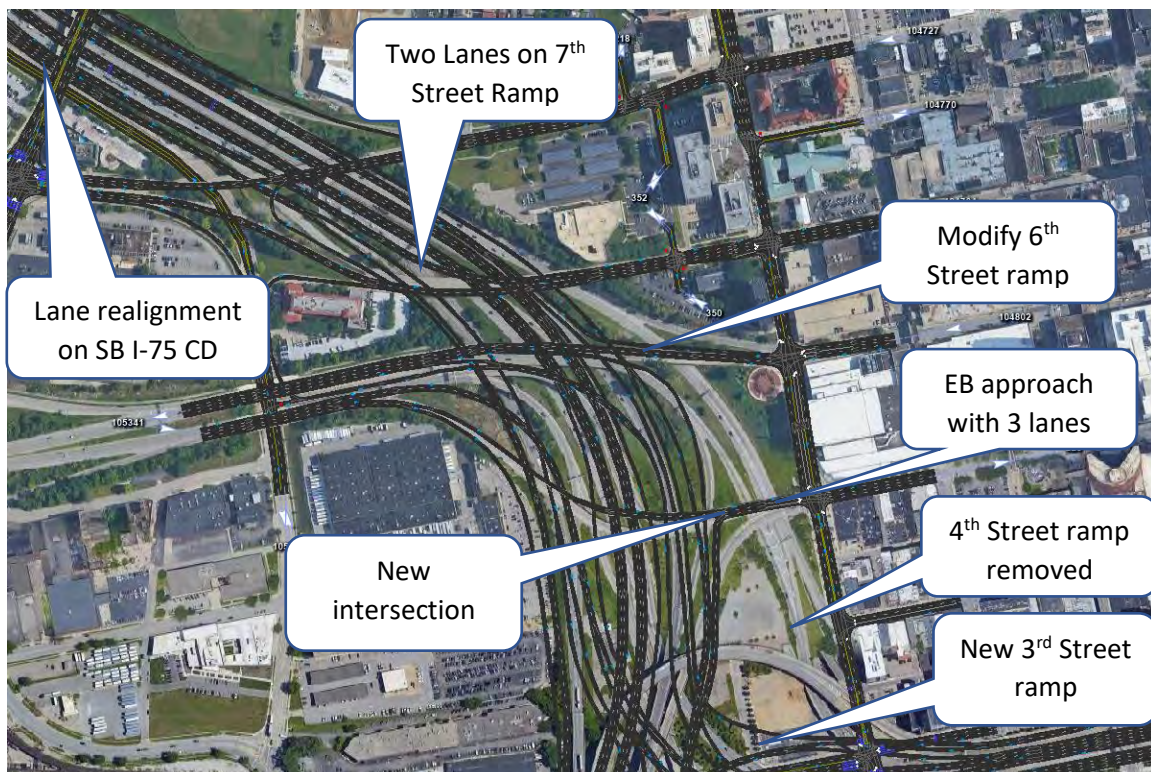 104727
18
Two Lanes on 7th
Street Ramp
104770
-352
Modify 6th
Street ramp
Lane realignment
on SB I-75 CD
-350
104802
EB approach
with 3 lanes
105341
4th Street ramp
removed
New
intersection
New 3rd Street
ramp